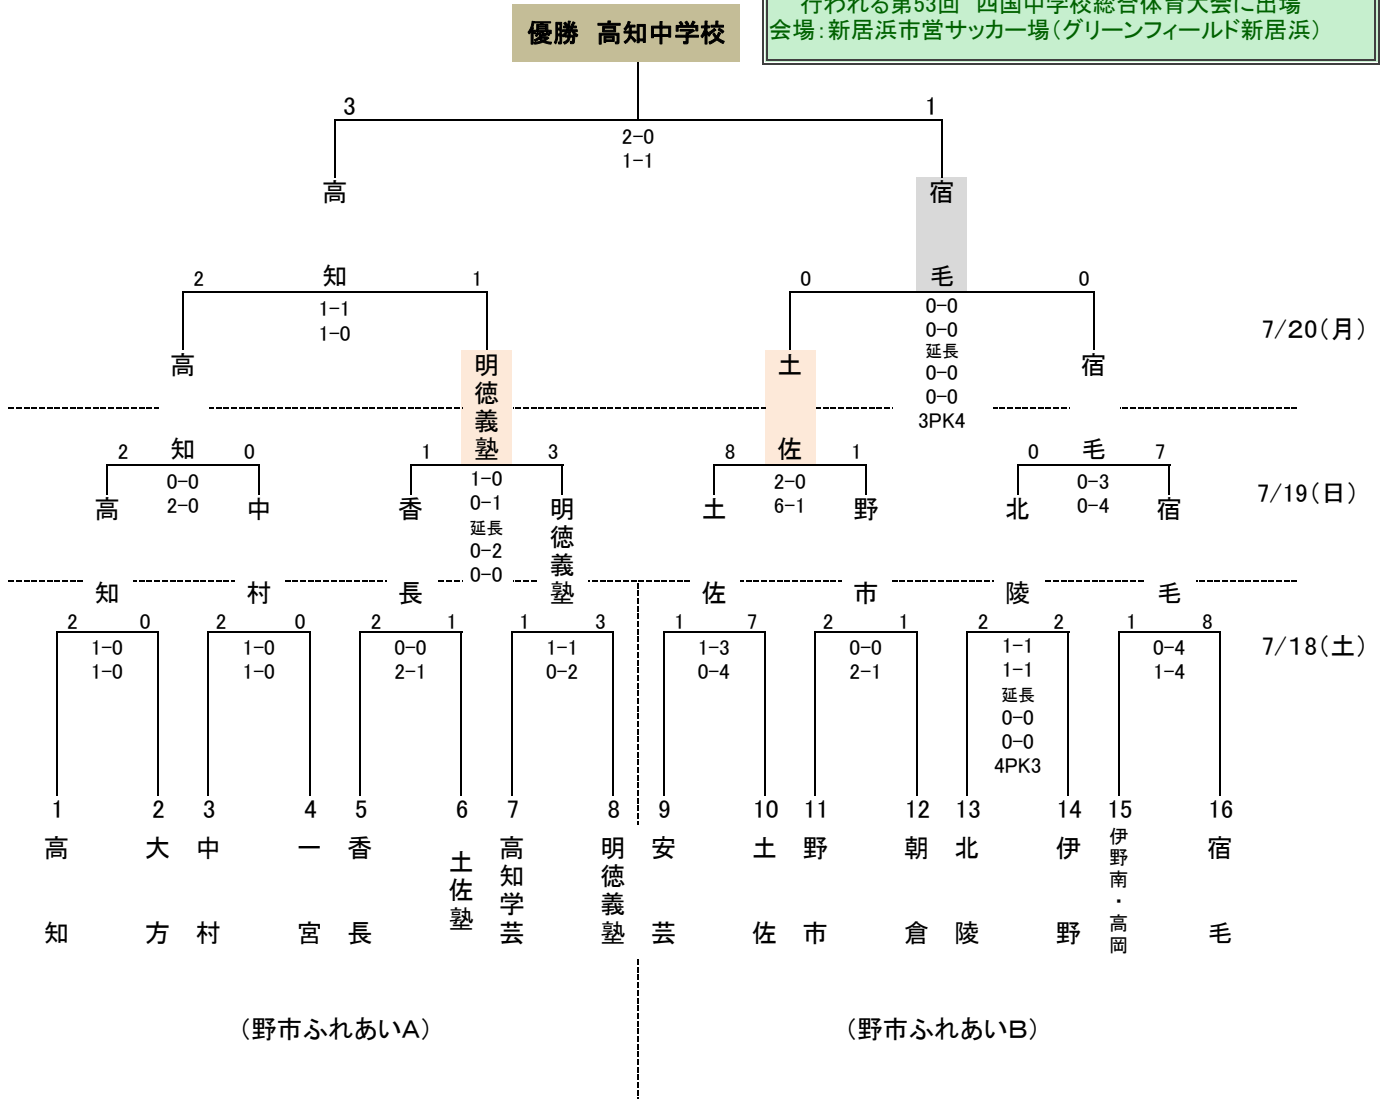 行われる第53回 四国中学校総合体育大会に出場
会場：新居浜市営サッカー場（グリーンフィールド新居浜）
優勝 高知中学校
3 1
2-0
1-1
高知 宿毛
2 1 0 0
1-1
1-0
0-0
0-0
延長
0-0
0-0
3PK4
7/20（月）
高知 明徳義塾 土佐 宿毛
2 0 1 3 8 1 0 7
0-0
2-0
1-0
0-1
延長
0-2
0-0
2-0
6-1
0-3
0-4
7/19（日）
高知 中村 香長 明徳義塾 土佐 野市 北陵 宿毛
2 0 2 0 2 1 1 3 1 7 2 1 2 2 1 8
1-0
1-0
1-0
1-0
0-0
2-1
1-1
0-2
1-3
0-4
0-0
2-1
1-1
1-1
延長
0-0
0-0
4PK3
0-4
1-4
7/18（土）
1 2 3 4 5 6 7 8 9 10 11 12 13 14 15 16
高知 大方 中村 一宮 香長 土佐塾 高知学芸 明徳義塾 安芸 土佐 野市 朝倉 北陵 伊野 伊野南・高岡 宿毛
（野市ふれあいA） （野市ふれあいB）